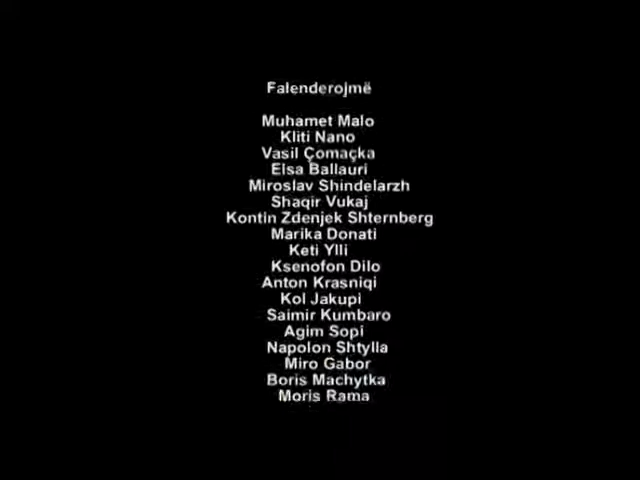 Falenderojmë
Muhamet Malo
Kliti Nano
Vasil Çomaçka
Elsa Ballauri
Miroslav Shindelarzh
Shaqir Vukaj
Kontin Zdenjek Shternberg
Marika Donati
Keti Ylli
Ksenofon Dilo
Anton Krasniqi
Kol Jakupi
Saimir Kumbaro
Agim Sopi
Napolon Shtylla
Miro Gabor
Boris Machytka
Moris Rama